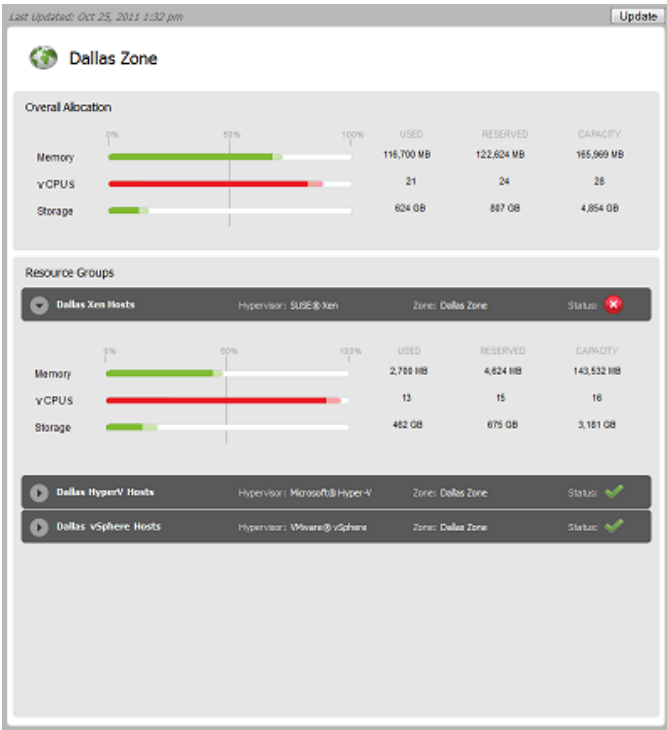 Last Updated: Oct 25, 2011 1:32 pm Update
Dallas Zone
Overall Allocation
0% 50% 100% USED RESERVED CAPACITY
Memory 116,700 MB 122,624 MB 165,969 MB
vCPUS 21 24 28
Storage 624 GB 807 GB 4,854 GB
Resource Groups
Dallas Xen Hosts Hypervisor: SUSE® Xen Zone: Dallas Zone Status:
0% 50% 100% USED RESERVED CAPACITY
Memory 2,700 MB 4,624 MB 143,532 MB
vCPUS 13 15 16
Storage 462 GB 675 GB 3,181 GB
Dallas HyperV Hosts Hypervisor: Microsoft® Hyper-V Zone: Dallas Zone Status:
Dallas vSphere Hosts Hypervisor: VMware® vSphere Zone: Dallas Zone Status: